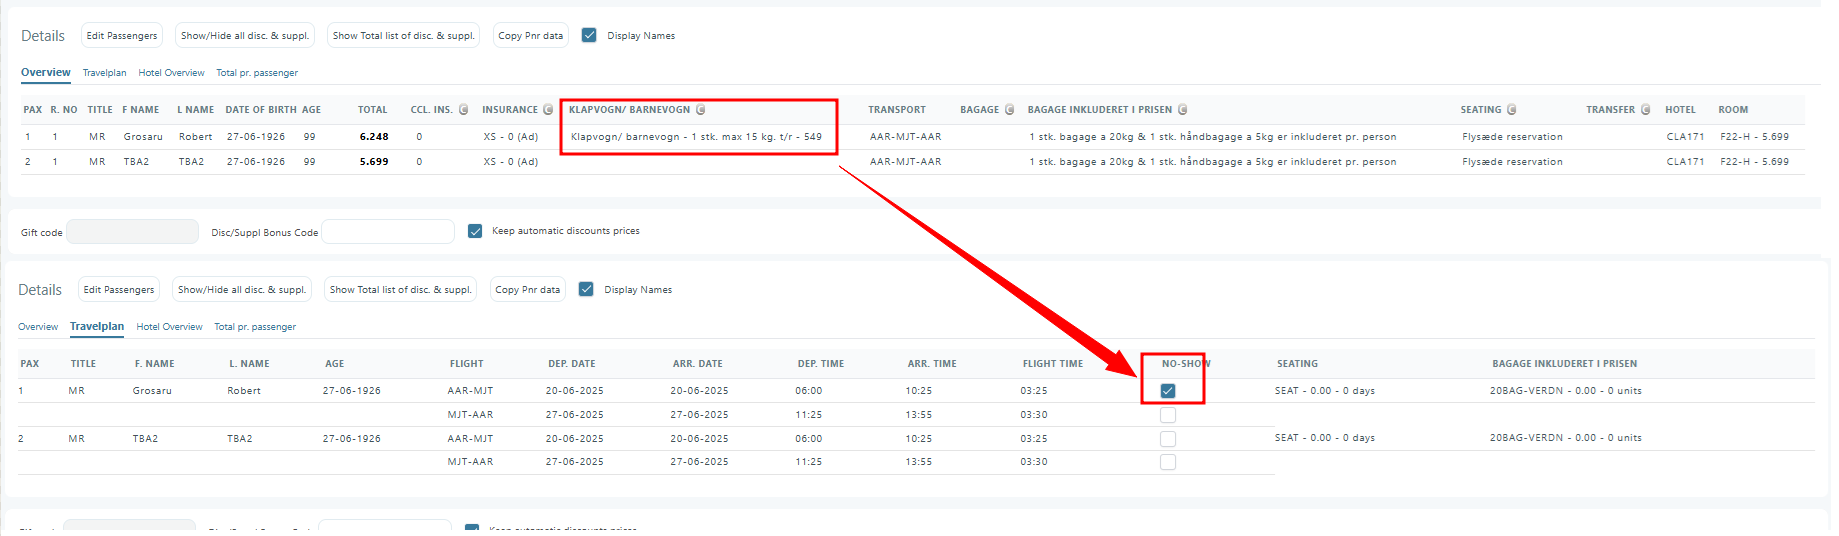 Details Edit Passengers Show/Hide all disc. & suppl. Show Total list of disc. & suppl. Copy Pnr data Display Names
Overview Travelplan Hotel Overview Total pr. passenger
PAX R. NO TITLE F NAME L NAME DATE OF BIRTH AGE TOTAL CCL. INS. C INSURANCE C KLAPVOGN/ BARNEVOGN C TRANSPORT BAGAGE C BAGAGE INKLUDERET I PRISEN C SEATING C TRANSFER C HOTEL ROOM
1 1 MR Grosaru Robert 27-06-1926 99 6.248 0 XS - 0 (Ad) Klapvogn/ barnevogn - 1 stk. max 15 kg. t/r - 549 AAR-MJT-AAR 1 stk. bagage a 20kg & 1 stk. håndbagage a 5kg er inkluderet pr. person Flysæde reservation CLA171 F22-H - 5.699
2 1 MR TBA2 TBA2 27-06-1926 99 5.699 0 XS - 0 (Ad) AAR-MJT-AAR 1 stk. bagage a 20kg & 1 stk. håndbagage a 5kg er inkluderet pr. person Flysæde reservation CLA171 F22-H - 5.699
Gift code Disc/Suppl Bonus Code Keep automatic discounts prices
Details Edit Passengers Show/Hide all disc. & suppl. Show Total list of disc. & suppl. Copy Pnr data Display Names
Overview Travelplan Hotel Overview Total pr. passenger
PAX TITLE F. NAME L. NAME AGE FLIGHT DEP. DATE ARR. DATE DEP. TIME ARR. TIME FLIGHT TIME NO-SHOW SEATING BAGAGE INKLUDERET I PRISEN
1 MR Grosaru Robert 27-06-1926 AAR-MJT 20-06-2025 20-06-2025 06:00 10:25 03:25 SEAT - 0.00 - 0 days 20BAG-VERDN - 0.00 - 0 units
MJT-AAR 27-06-2025 27-06-2025 11:25 13:55 03:30
2 MR TBA2 TBA2 27-06-1926 AAR-MJT 20-06-2025 20-06-2025 06:00 10:25 03:25 SEAT - 0.00 - 0 days 20BAG-VERDN - 0.00 - 0 units
MJT-AAR 27-06-2025 27-06-2025 11:25 13:55 03:30